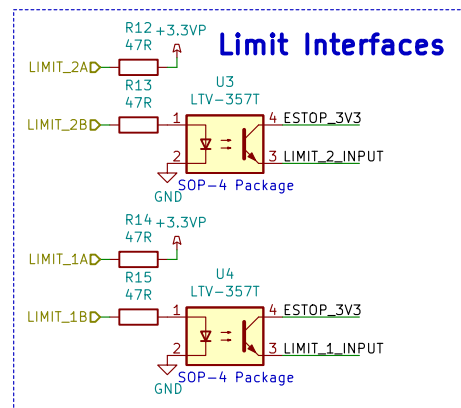 Limit Interfaces
R12
47R
+3.3VP
LIMIT_2A
R13
47R
LIMIT_2B
U3
LTV-357T
1
2
4
3
ESTOP_3V3
LIMIT_2_INPUT
GND
SOP-4 Package
R14
47R
+3.3VP
LIMIT_1A
R15
47R
LIMIT_1B
U4
LTV-357T
1
2
4
3
ESTOP_3V3
LIMIT_1_INPUT
GND
SOP-4 Package